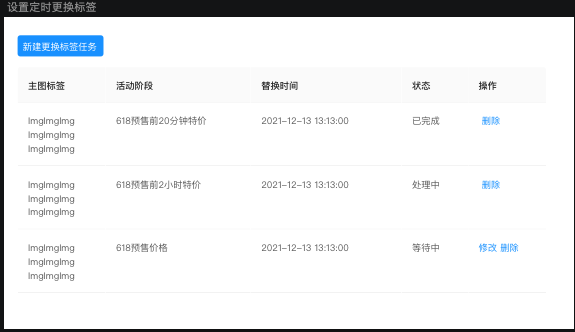 设置定时更换标签
新建更换标签任务
主图标签 活动阶段 替换时间 状态 操作
ImgImgImg 618预售前20分钟特价 2021-12-13 13:13:00 已完成 删除
ImgImgImg
ImgImgImg
ImgImgImg 618预售前2小时特价 2021-12-13 13:13:00 处理中 删除
ImgImgImg
ImgImgImg
ImgImgImg 618预售价格 2021-12-13 13:13:00 等待中 修改 删除
ImgImgImg
ImgImgImg